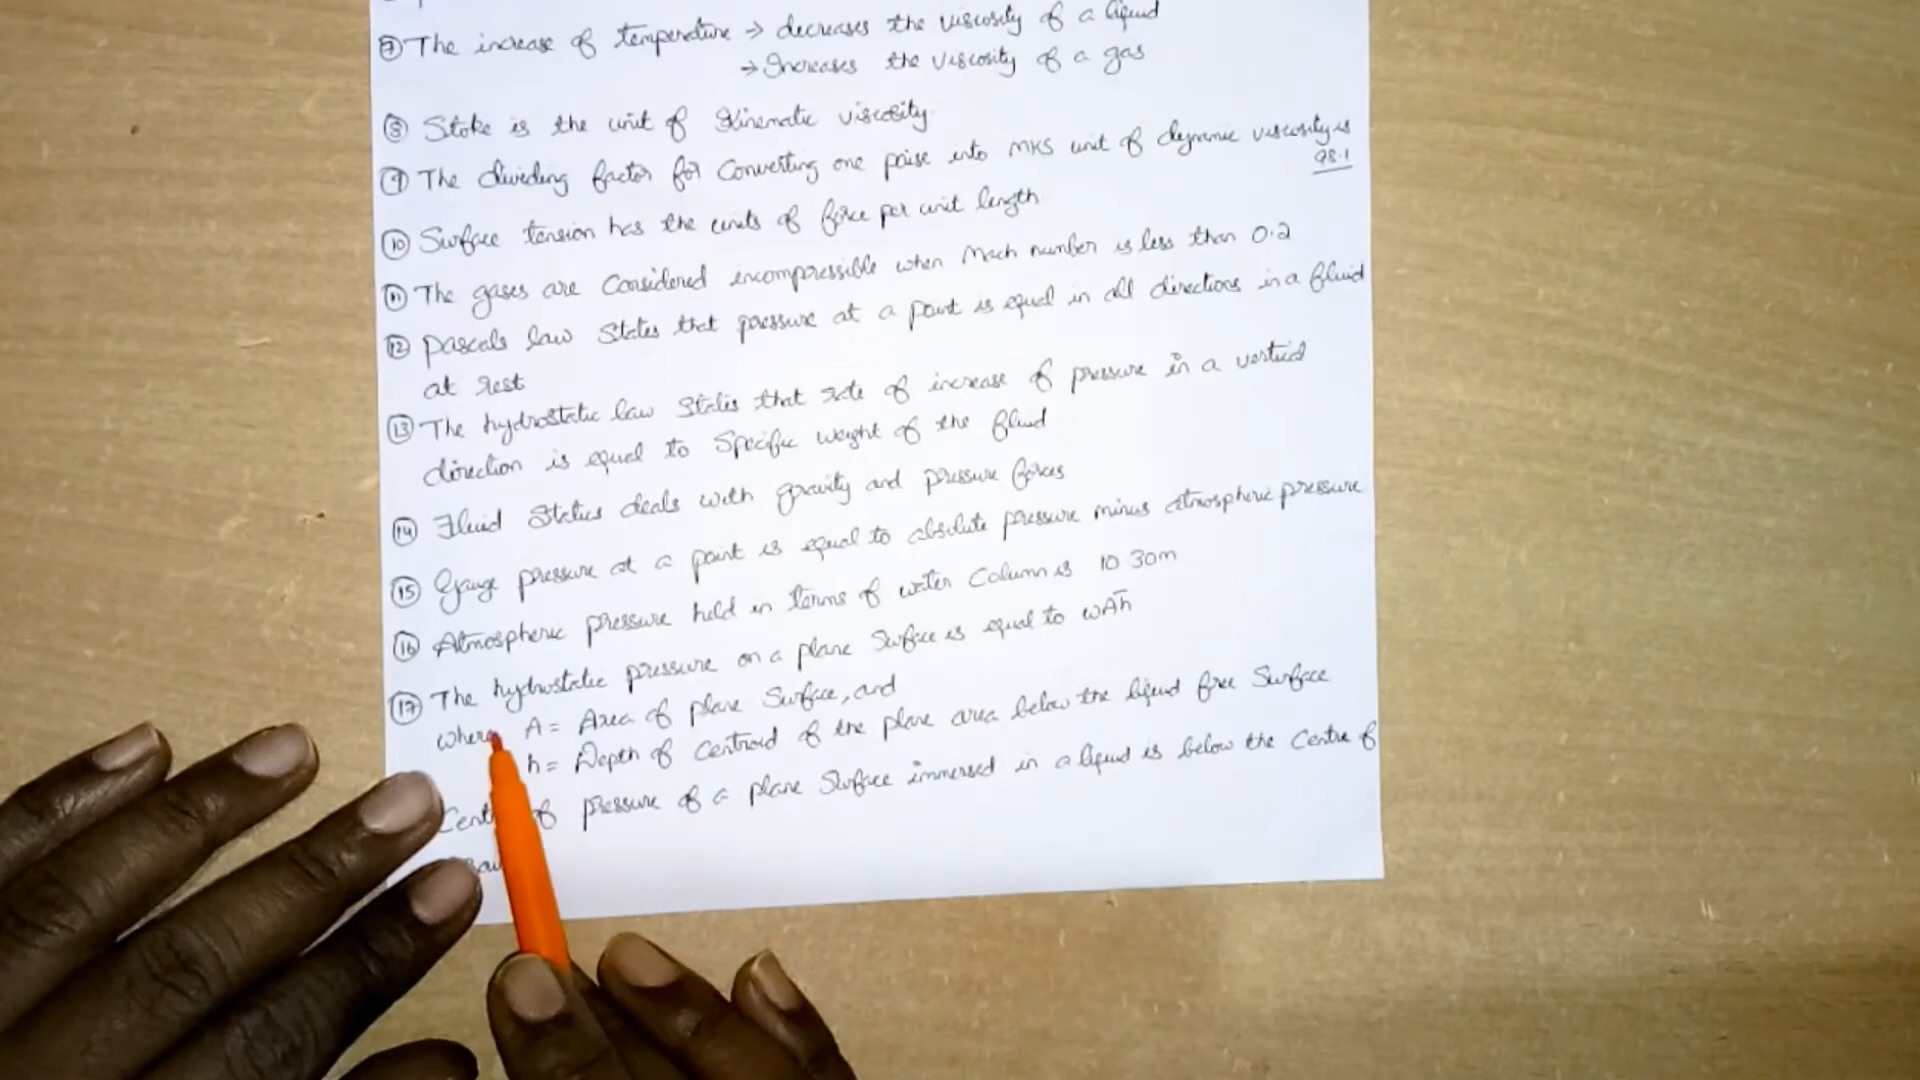 ⑦ The increase of temperature → decreases the viscosity of a liquid
→ Increases the viscosity of a gas
⑧ Stoke is the unit of Kinematic viscosity.
⑨ The dividing factor for Converting one poise into MKS unit of dynamic viscosity is
98.1
⑩ Surface tension has the units of force per unit length
⑪ The gases are Considered incompressible when Mach number is less than 0.2
⑫ pascals law States that pressure at a point is equal in all directions in a fluid
at rest
⑬ The hydrostatic law States that rate of increase of pressure in a vertical
direction is equal to Specific weight of the fluid
⑭ Fluid Statics deals with gravity and pressure forces
⑮ Gauge pressure at a point is equal to absolute pressure minus atmospheric pressure
⑯ Atmospheric pressure held in terms of water Column is 10.30m
⑰ The hydrostatic pressure on a plane Surface is equal to wAh̄
where A = Area of plane Surface, and
h = Depth of Centroid of the plane area below the liquid free Surface
of pressure of a plane Surface immersed in a liquid is below the Centre of